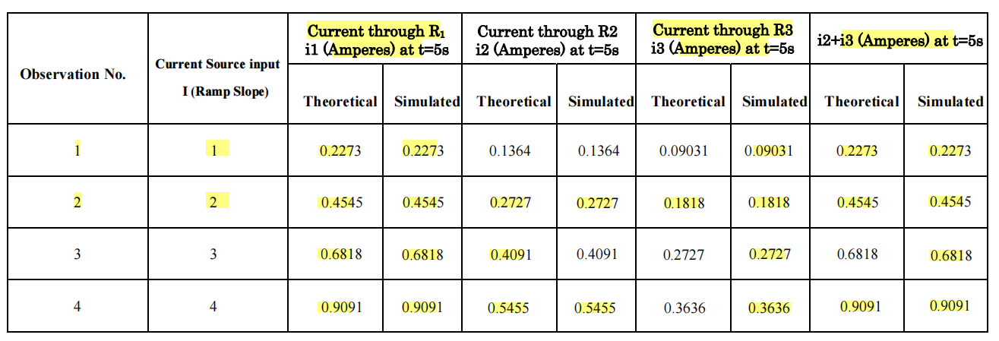 Observation No.
Current Source input
I (Ramp Slope)
Current through R₁
i1 (Amperes) at t=5s
Current through R2
i2 (Amperes) at t=5s
Current through R3
i3 (Amperes) at t=5s
i2+i3 (Amperes) at t=5s
Theoretical Simulated Theoretical Simulated Theoretical Simulated Theoretical Simulated
1 1 0.2273 0.2273 0.1364 0.1364 0.09031 0.09031 0.2273 0.2273
2 2 0.4545 0.4545 0.2727 0.2727 0.1818 0.1818 0.4545 0.4545
3 3 0.6818 0.6818 0.4091 0.4091 0.2727 0.2727 0.6818 0.6818
4 4 0.9091 0.9091 0.5455 0.5455 0.3636 0.3636 0.9091 0.9091